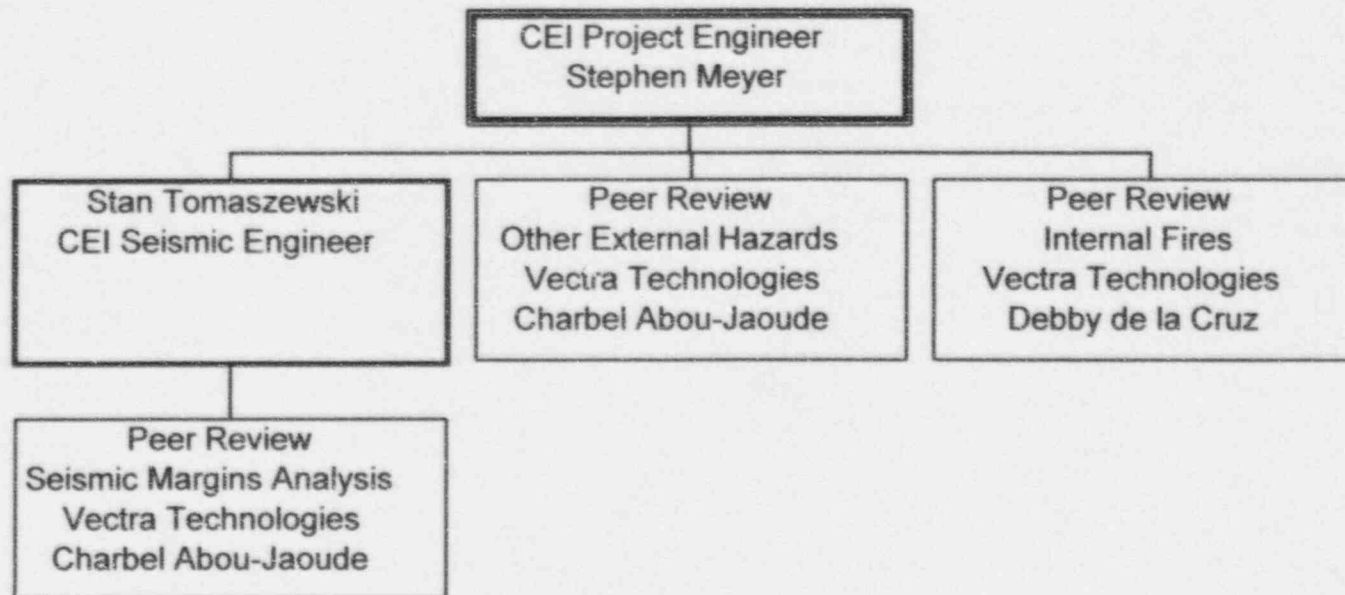 CEI Project Engineer
Stephen Meyer
Stan Tomaszewski
CEI Seismic Engineer
Peer Review
Other External Hazards
Vectra Technologies
Charbel Abou-Jaoude
Peer Review
Internal Fires
Vectra Technologies
Debby de la Cruz
Peer Review
Seismic Margins Analysis
Vectra Technologies
Charbel Abou-Jaoude